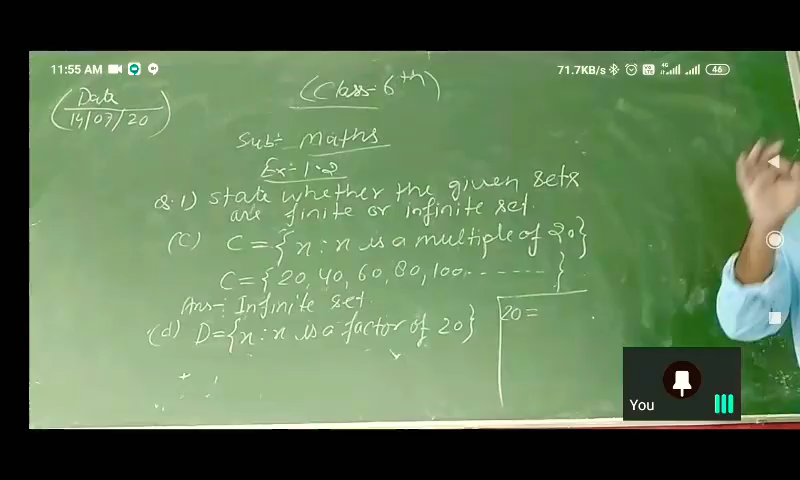 11:55 AM
71.7KB/s 4G 46
(Class-6th)
(Date
14/07/20)
Sub:- Maths
Ex:-1.2
Q.1) State whether the given sets
are finite or infinite set.
(C) C={x:x is a multiple of 20}
C={20,40,60,80,100-------}
Ans-: Infinite set.
(d) D={x:x is a factor of 20}
20=
You